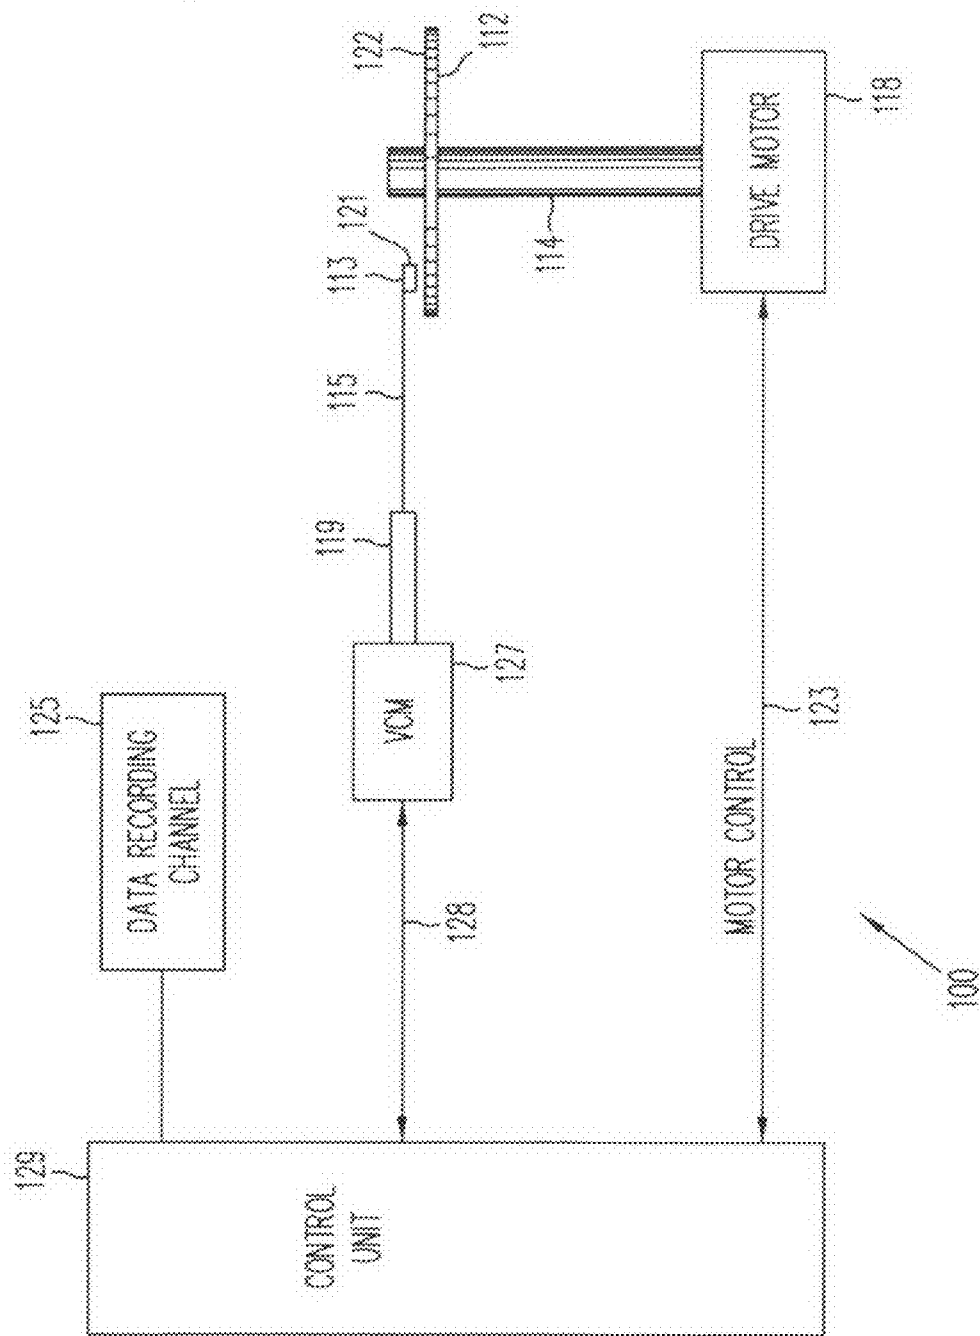 129
CONTROL
UNIT
125
DATA RECORDING
CHANNEL
128
VCM
127
119
115
113
121
122
112
114
DRIVE MOTOR
118
MOTOR CONTROL
123
100